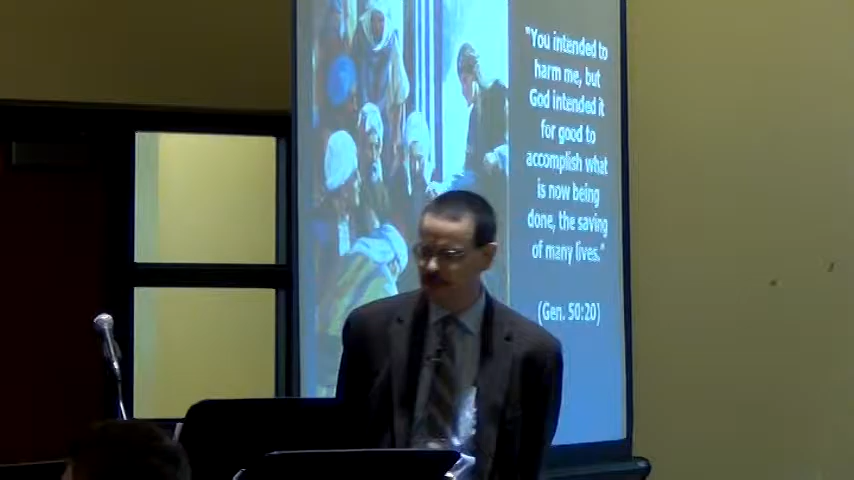 "You intended to
harm me, but
God intended it
for good to
accomplish what
is now being
done, the saving
of many lives."
(Gen. 50:20)